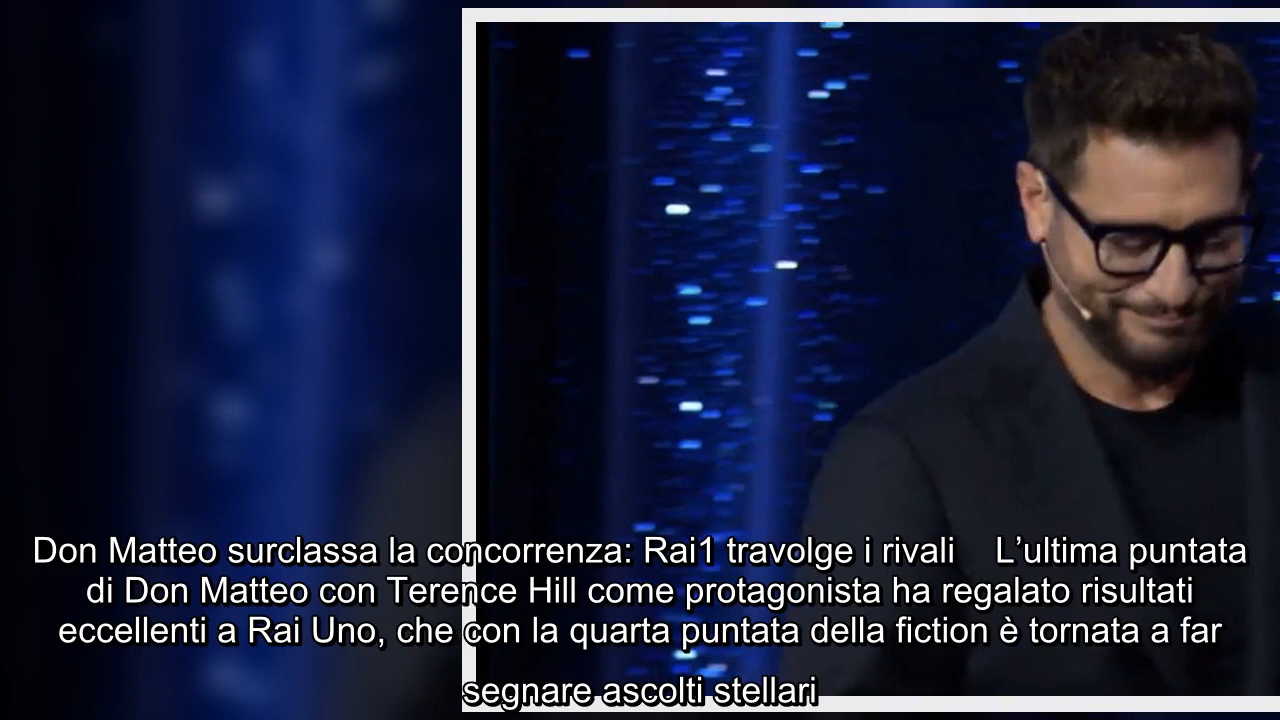 Don Matteo surclassa la concorrenza: Rai1 travolge i rivali    L’ultima puntata
di Don Matteo con Terence Hill come protagonista ha regalato risultati
eccellenti a Rai Uno, che con la quarta puntata della fiction è tornata a far
segnare ascolti stellari